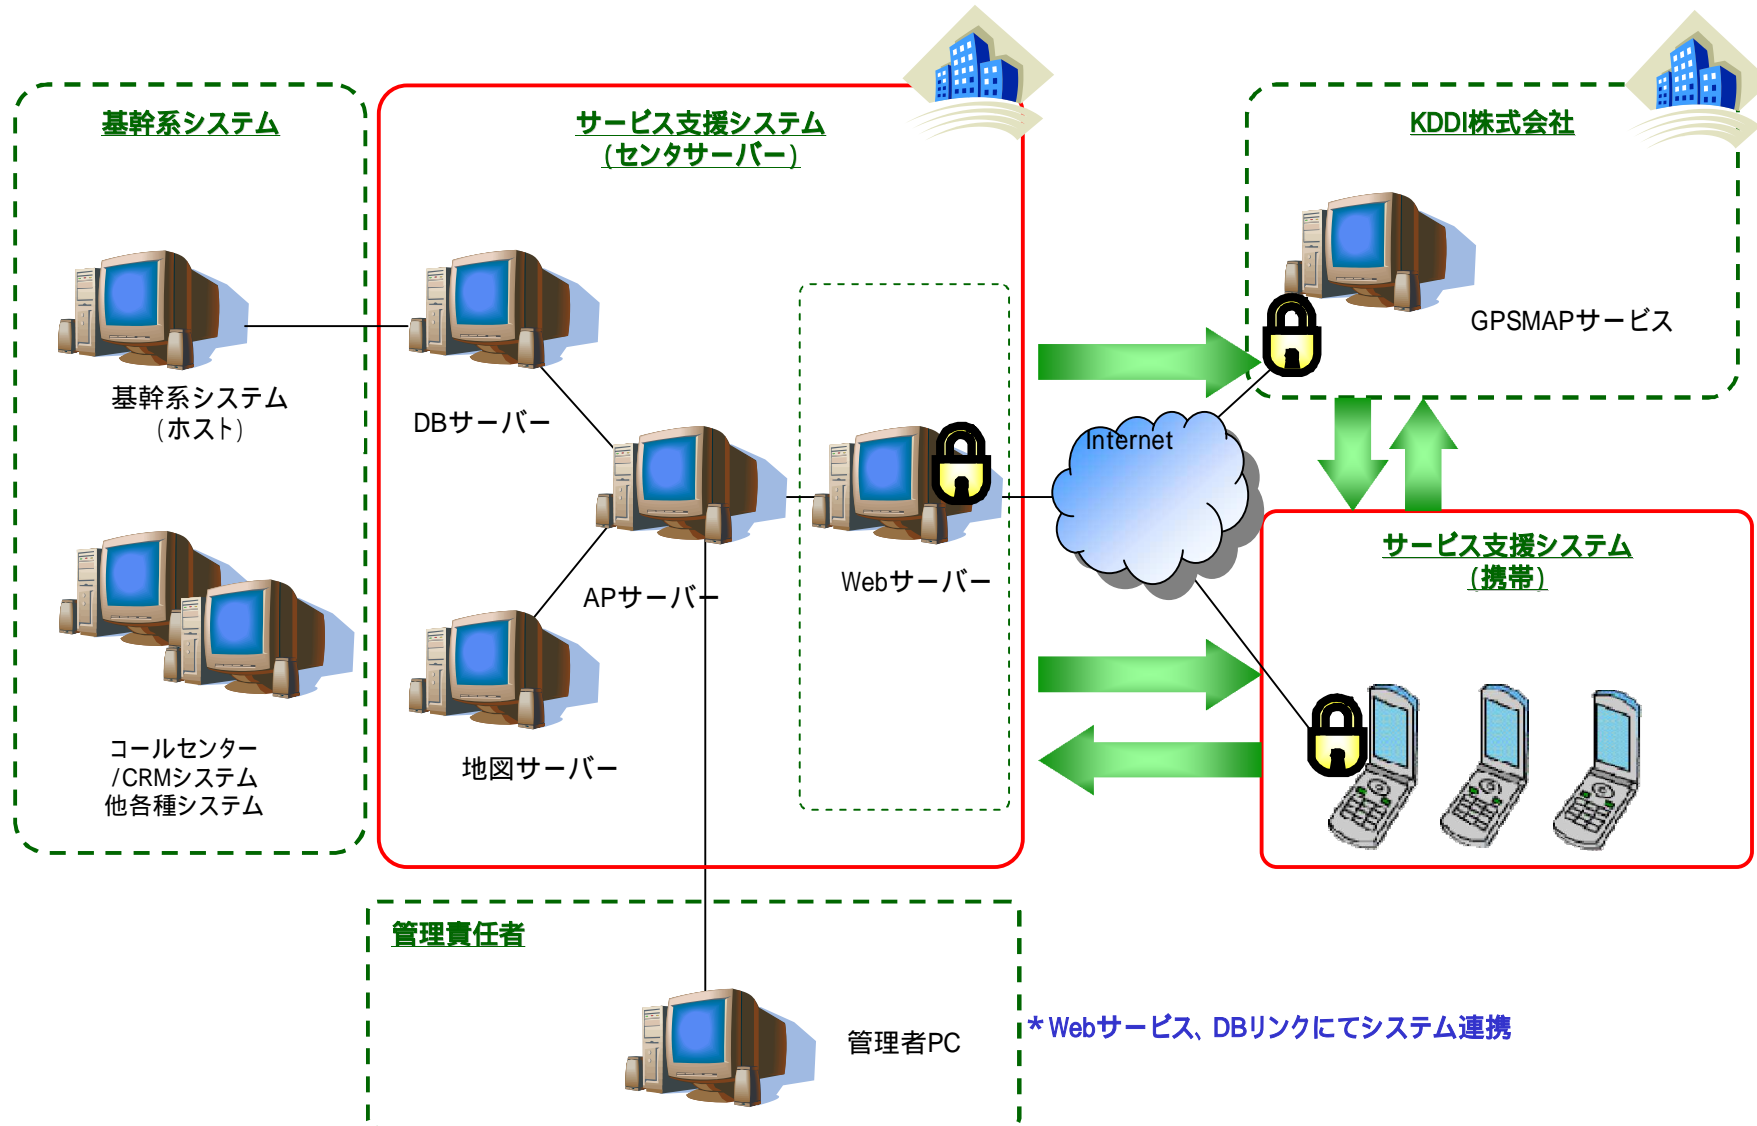 基幹系システム
サービス支援システム
(センタサーバー)
KDDI株式会社
GPSMAPサービス
基幹系システム
(ホスト)
DBサーバー
Internet
サービス支援システム
(携帯)
APサーバー
Webサーバー
コールセンター
/CRMシステム
他各種システム
地図サーバー
管理責任者
管理者PC
*Webサービス、DBリンクにてシステム連携